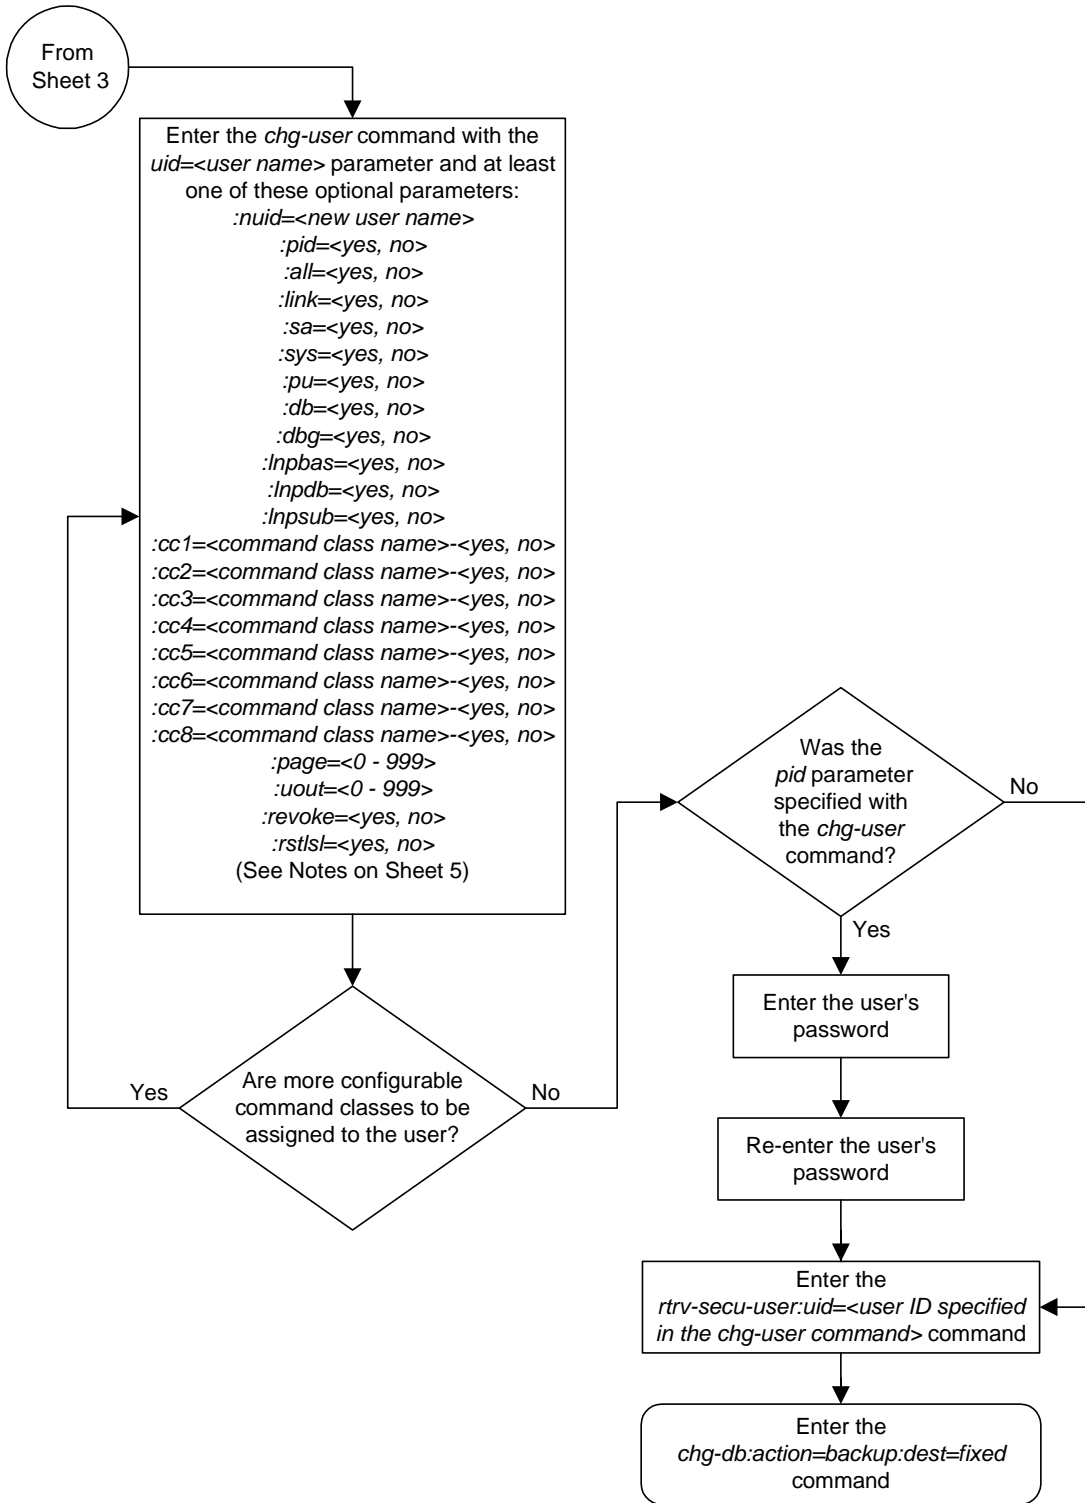 From
Sheet 3
Enter the chg-user command with the
uid=<user name> parameter and at least
one of these optional parameters:
:nuid=<new user name>
:pid=<yes, no>
:all=<yes, no>
:link=<yes, no>
:sa=<yes, no>
:sys=<yes, no>
:pu=<yes, no>
:db=<yes, no>
:dbg=<yes, no>
:lnpbas=<yes, no>
:lnpdb=<yes, no>
:lnpsub=<yes, no>
:cc1=<command class name>-<yes, no>
:cc2=<command class name>-<yes, no>
:cc3=<command class name>-<yes, no>
:cc4=<command class name>-<yes, no>
:cc5=<command class name>-<yes, no>
:cc6=<command class name>-<yes, no>
:cc7=<command class name>-<yes, no>
:cc8=<command class name>-<yes, no>
:page=<0 - 999>
:uout=<0 - 999>
:revoke=<yes, no>
:rstlsl=<yes, no>
(See Notes on Sheet 5)
Are more configurable
command classes to be
assigned to the user?
Yes
No
Was the
pid parameter
specified with
the chg-user
command?
No
Yes
Enter the user's
password
Re-enter the user's
password
Enter the
rtrv-secu-user:uid=<user ID specified
in the chg-user command> command
Enter the
chg-db:action=backup:dest=fixed
command